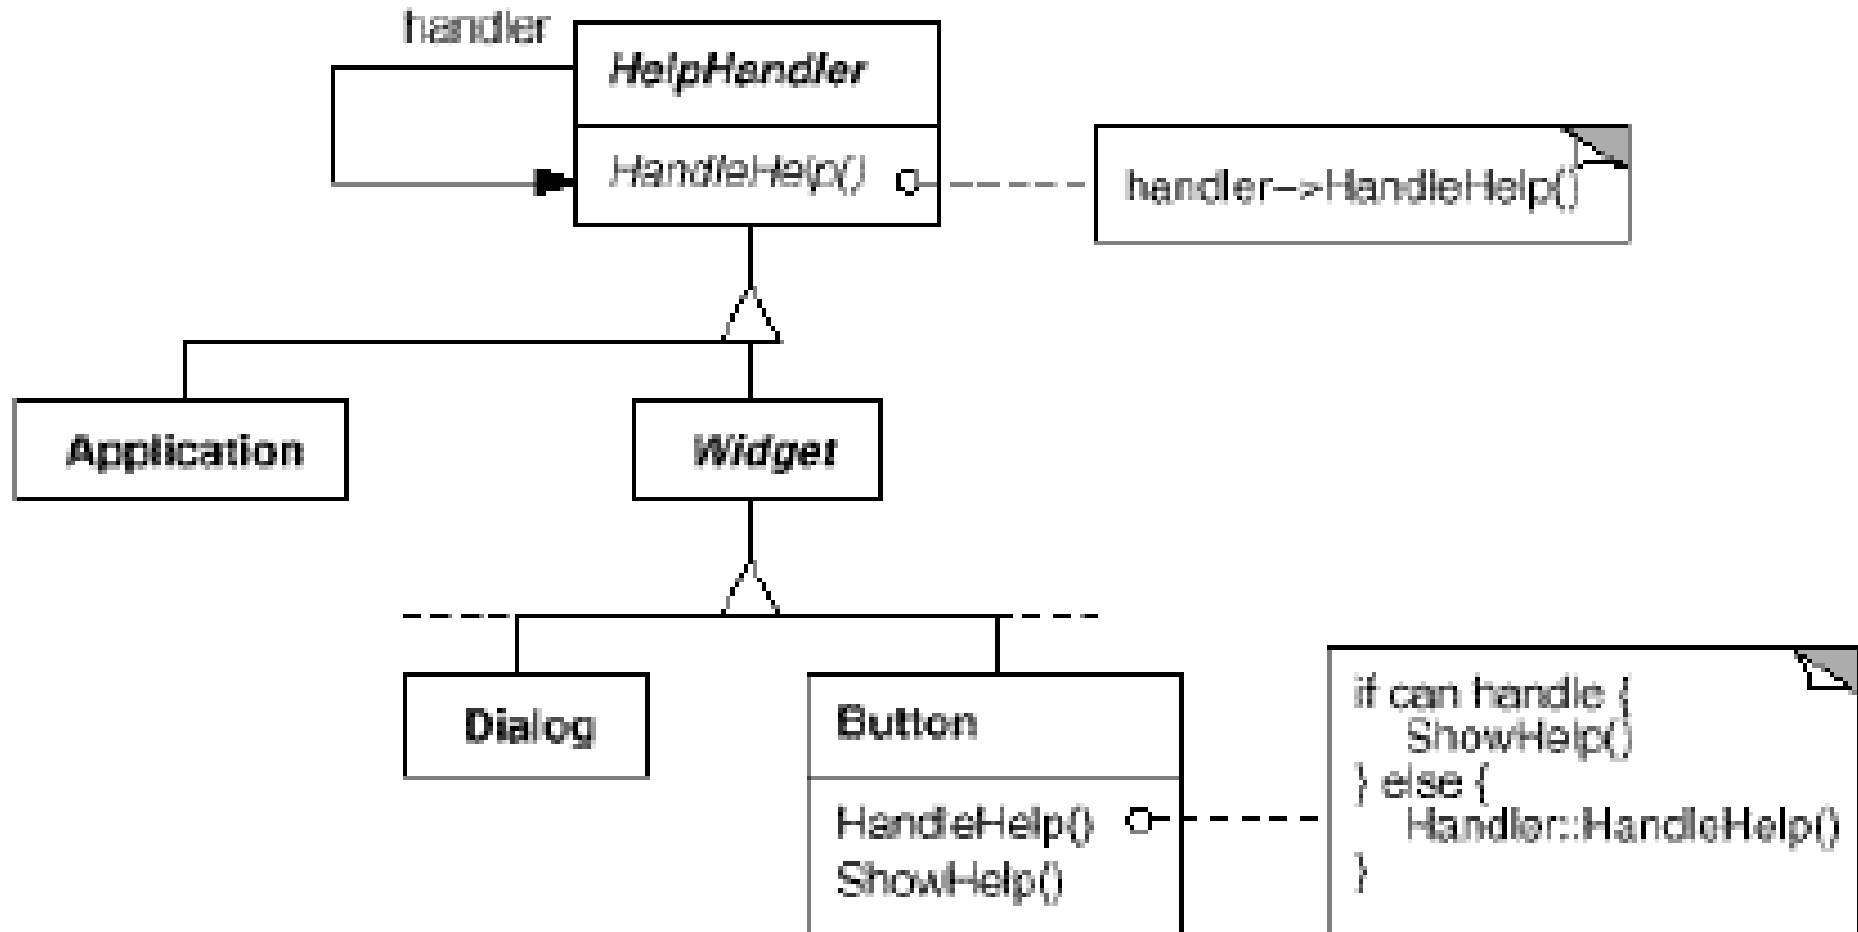 handler
HelpHandler
HandleHelp()
handler–>HandleHelp()
Application
Widget
Dialog
Button
HandleHelp()
ShowHelp()
if can handle {
ShowHelp()
} else {
Handler::HandleHelp()
}